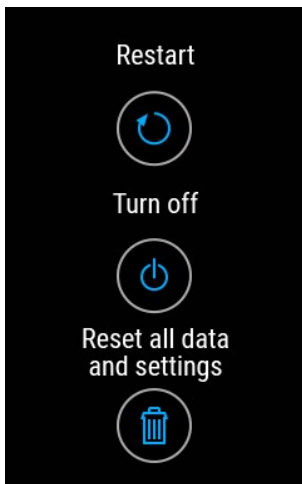 Restart
Turn off
Reset all data
and settings